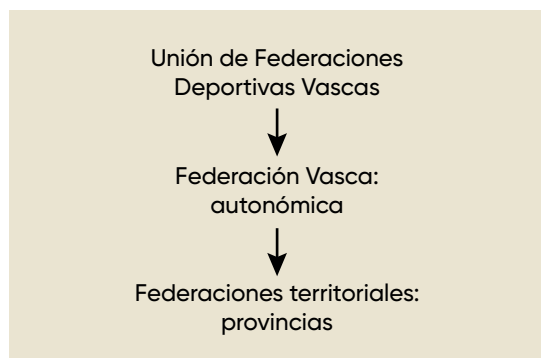 Unión de Federaciones
Deportivas Vascas
Federación Vasca:
autonómica
Federaciones territoriales:
provincias